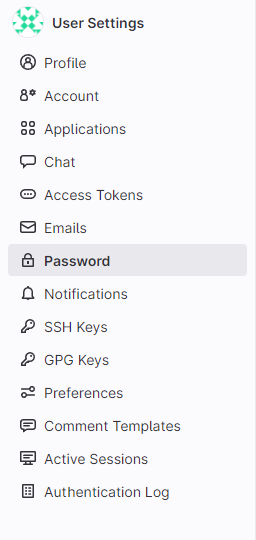 User Settings
Profile
Account
Applications
Chat
Access Tokens
Emails
Password
Notifications
SSH Keys
GPG Keys
Preferences
Comment Templates
Active Sessions
Authentication Log